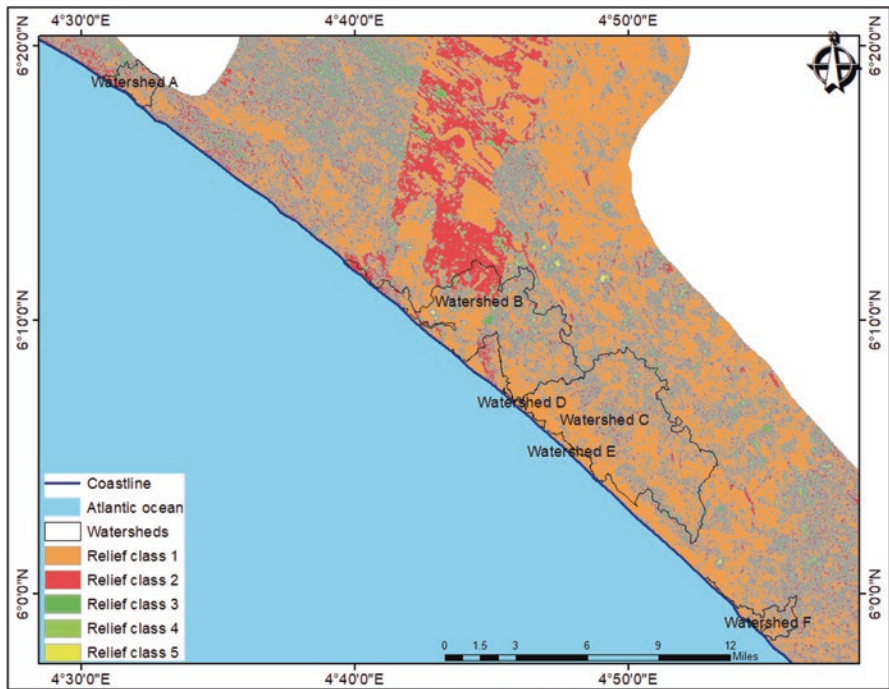 4°30'0"E 4°40'0"E 4°50'0"E
6°20'0"N 6°20'0"N
Watershed A
Watershed B
6°10'0"N 6°10'0"N
Watershed D
Watershed C
Watershed E
Coastline
Atlantic ocean
Watersheds
Relief class 1
Relief class 2
Relief class 3
Relief class 4
Relief class 5
6°0'0"N 6°0'0"N
Watershed F
0 1.5 3 6 9 12
Miles
4°30'0"E 4°40'0"E 4°50'0"E